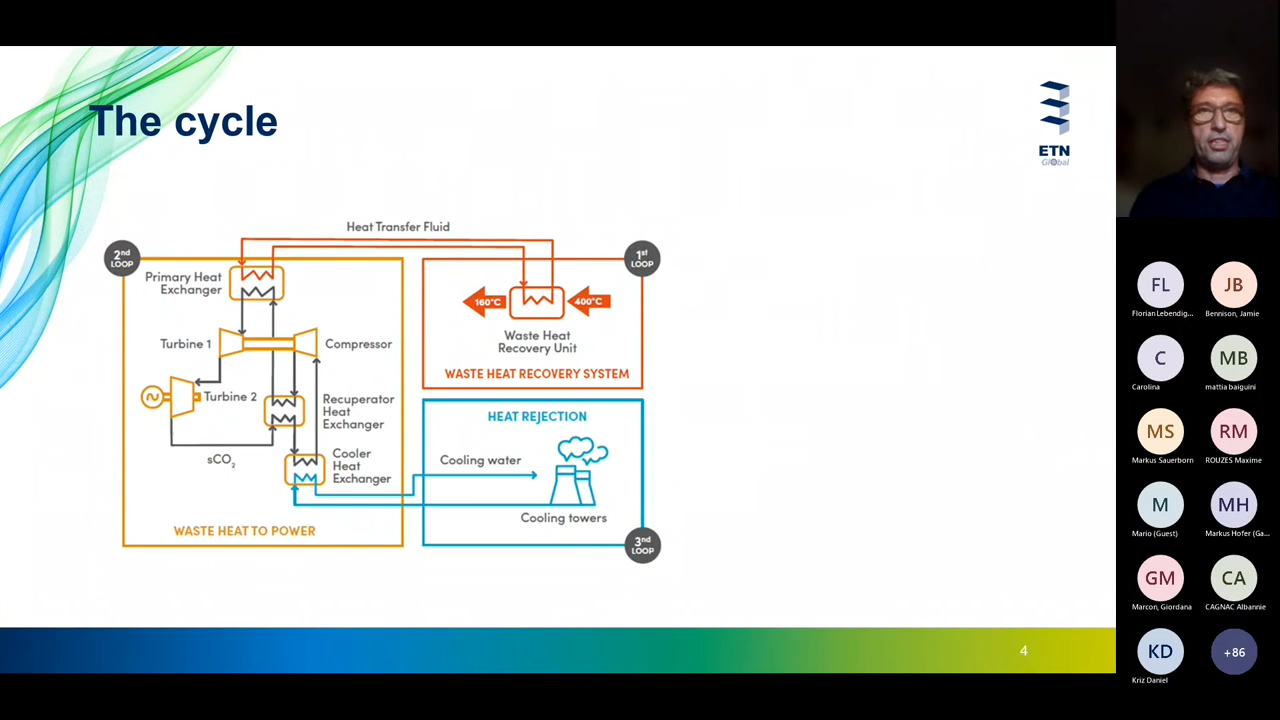 The cycle
ETN
Global
Heat Transfer Fluid
2nd
LOOP
1st
LOOP
Primary Heat
Exchanger
160°C
400°C
Turbine 1
Compressor
Waste Heat
Recovery Unit
WASTE HEAT RECOVERY SYSTEM
Turbine 2
Recuperator
Heat
Exchanger
HEAT REJECTION
sCO2
Cooler
Heat
Exchanger
Cooling water
Cooling towers
WASTE HEAT TO POWER
3nd
LOOP
4
FL
Florian Lebendig...
JB
Bennison, Jamie
C
Carolina
MB
mattia baiguini
MS
Markus Sauerborn
RM
ROUZES Maxime
M
Mario (Guest)
MH
Markus Hofer (Ga...
GM
Marcon, Giordana
CA
CAGNAC Albannie
KD
Kriz Daniel
+86